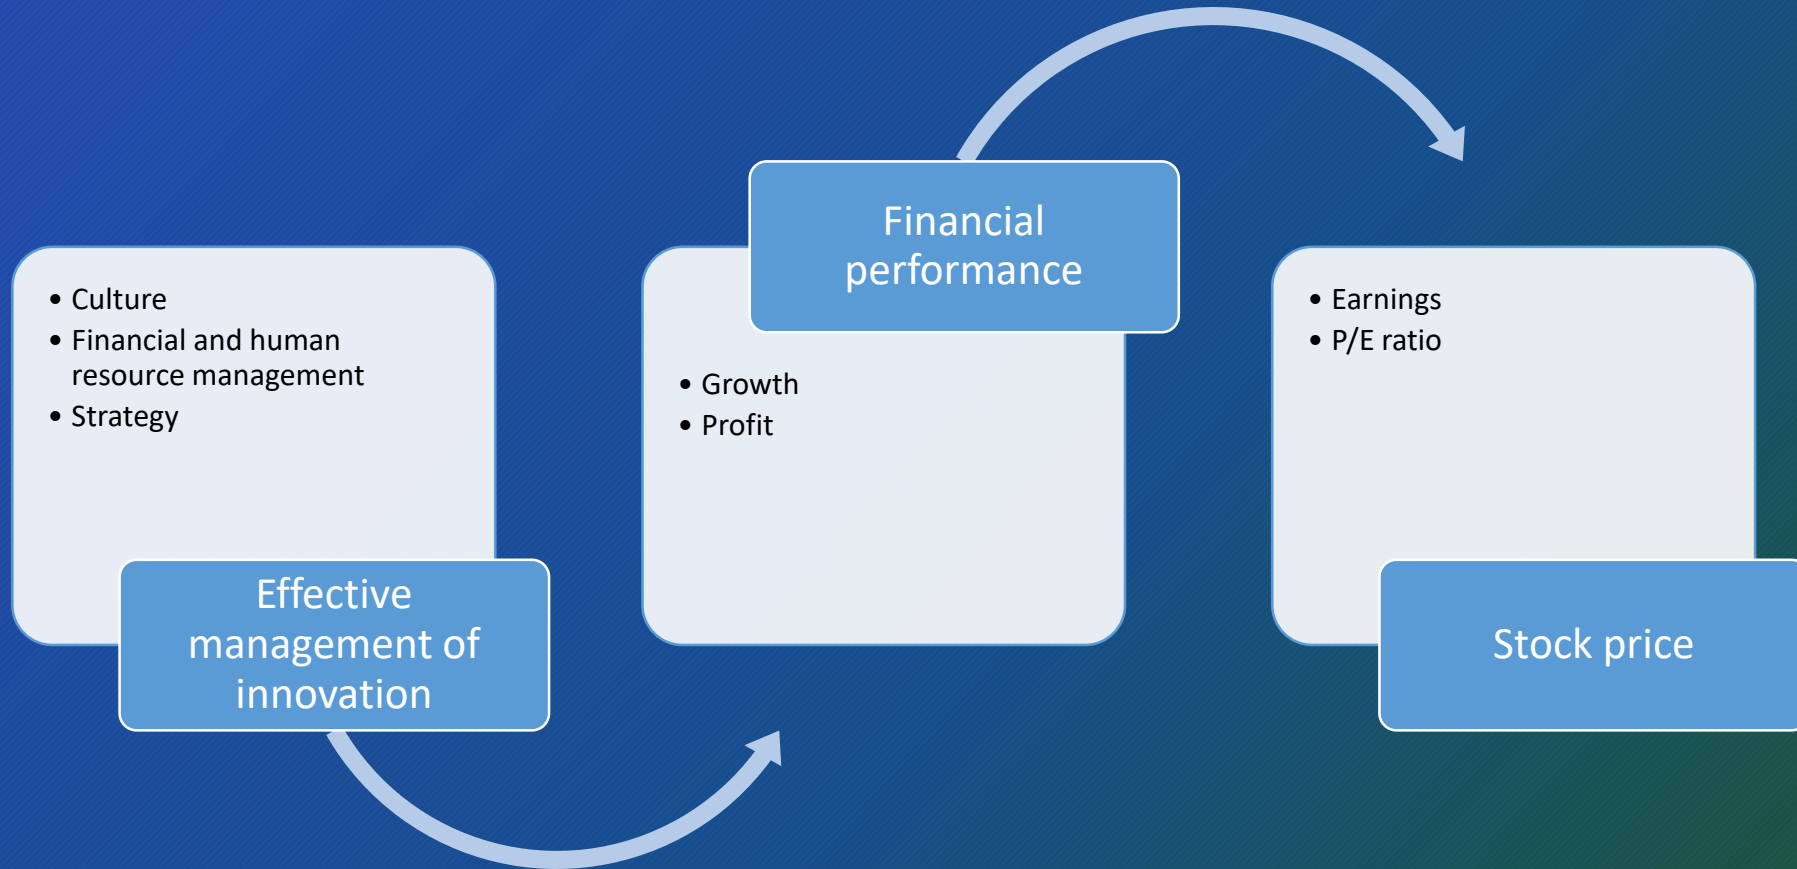 • Culture
• Financial and human
resource management
• Strategy
Effective
management of
innovation
Financial
performance
• Growth
• Profit
• Earnings
• P/E ratio
Stock price